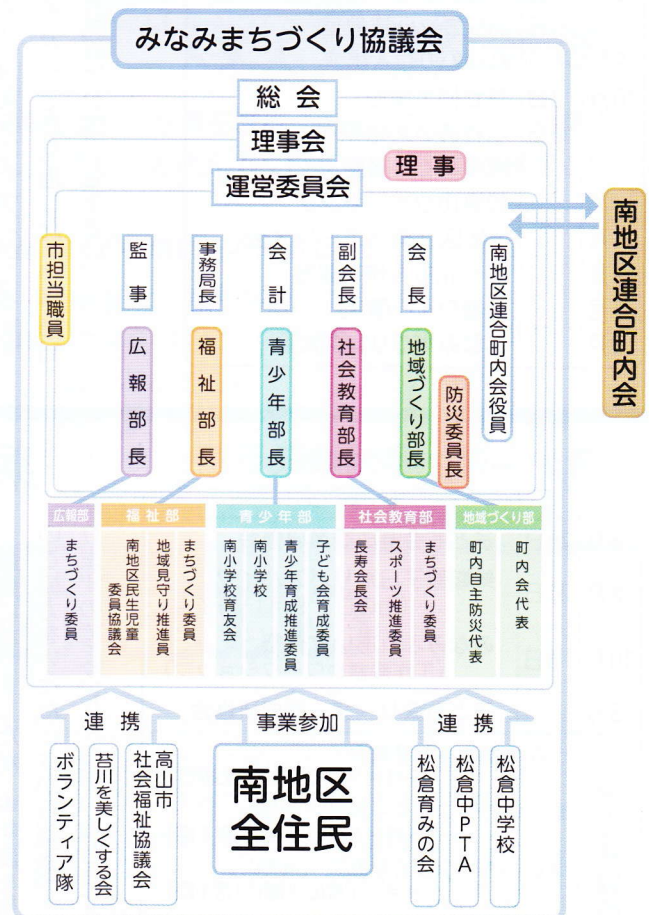 みなみまちづくり協議会
総会
理事会
理事
運営委員会
南地区連合町内会
南地区連合町内会役員
会長
副会長
会計
事務局長
監事
市担当職員
防災委員長
地域づくり部長
社会教育部長
青少年部長
福祉部長
広報部長
広報部
福祉部
青少年部
社会教育部
地域づくり部
町内会代表
町内自主防災代表
まちづくり委員
スポーツ推進委員
長寿会長会
子ども会育成委員
青少年育成推進委員
南小学校
南小学校育友会
まちづくり委員
地域見守り推進員
南地区民生児童
委員協議会
まちづくり委員
連携
事業参加
連携
松倉中学校
松倉中PTA
松倉育みの会
南地区
全住民
高山市
社会福祉協議会
苔川を美しくする会
ボランティア隊